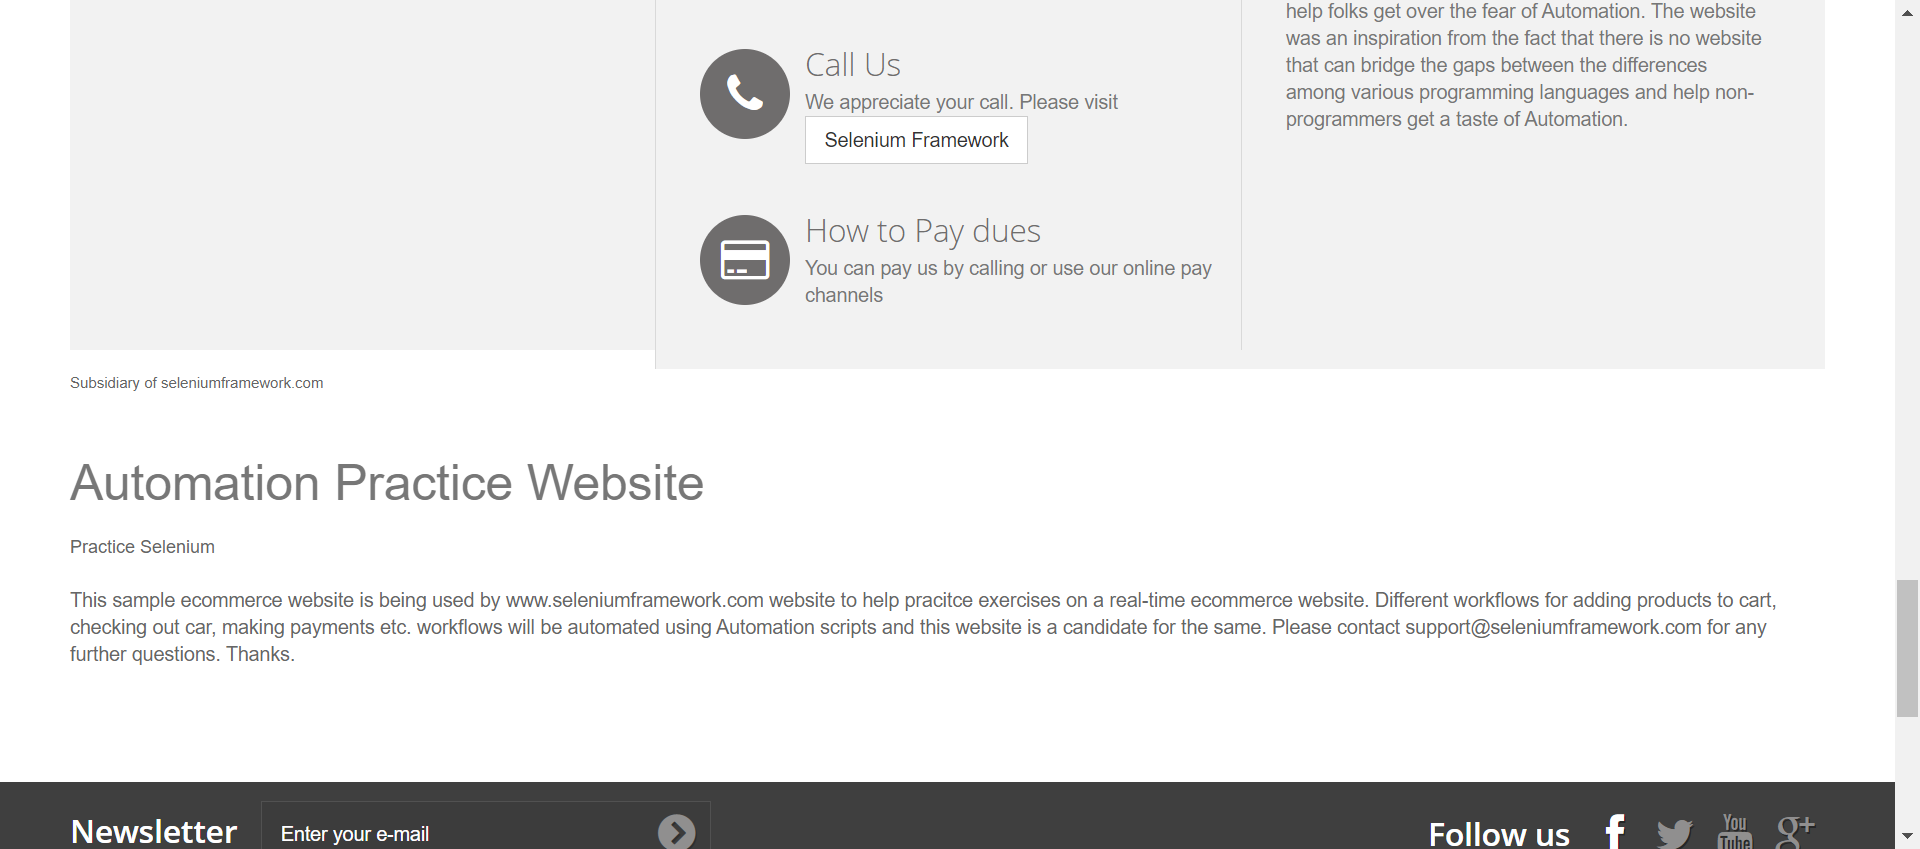 help folks get over the fear of Automation. The website
was an inspiration from the fact that there is no website
that can bridge the gaps between the differences
among various programming languages and help non-
programmers get a taste of Automation.
Call Us
We appreciate your call. Please visit
Selenium Framework
How to Pay dues
You can pay us by calling or use our online pay
channels
Subsidiary of seleniumframework.com
Automation Practice Website
Practice Selenium
This sample ecommerce website is being used by www.seleniumframework.com website to help pracitce exercises on a real-time ecommerce website. Different workflows for adding products to cart,
checking out car, making payments etc. workflows will be automated using Automation scripts and this website is a candidate for the same. Please contact support@seleniumframework.com for any
further questions. Thanks.
Newsletter
Enter your e-mail
Follow us
f
You
Tube
g+